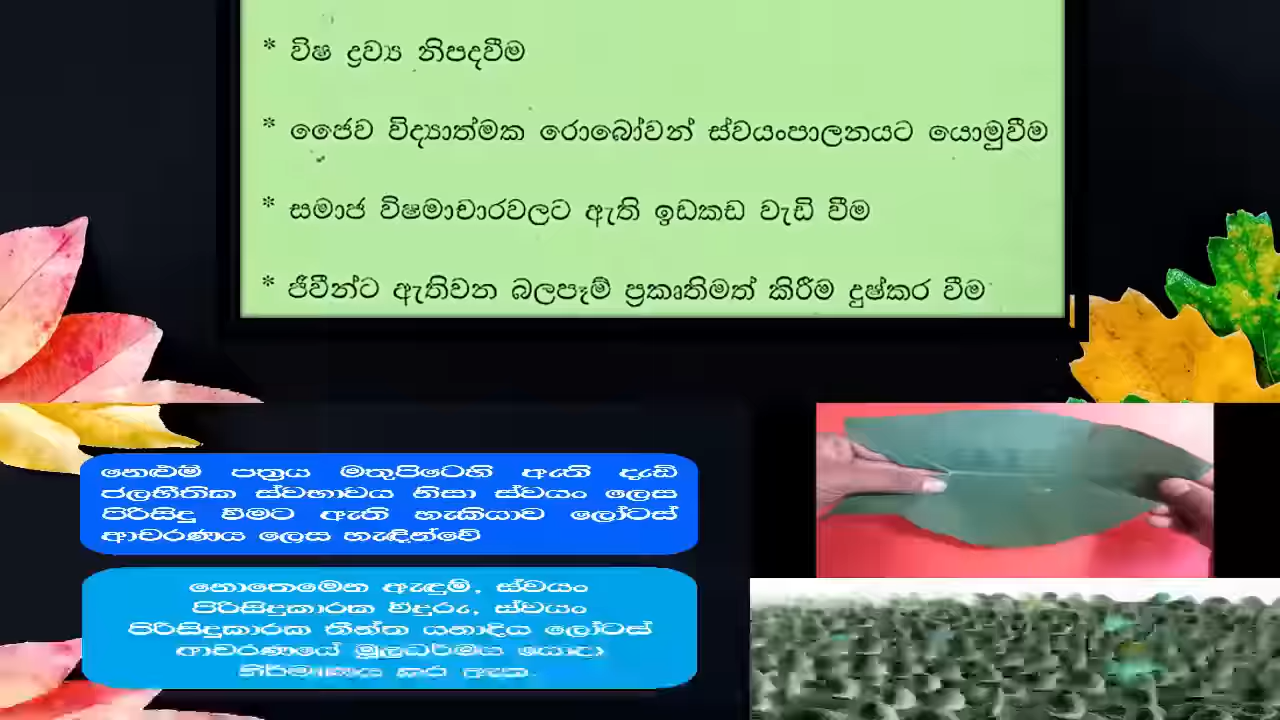 * විෂ ද්‍රව්‍ය නිපදවීම
* ජෛව විද්‍යාත්මක රොබෝවන් ස්වයංපාලනයට යොමුවීම
* සමාජ විෂමාචාරවලට ඇති ඉඩකඩ වැඩි වීම
* ජීවීන්ට ඇතිවන බලපෑම් ප්‍රකෘතිමත් කිරීම දුෂ්කර වීම
නෙළුම් පත්‍රය මතුපිටෙහි ඇති දැඩි
ජලභීතික ස්වභාවය නිසා ස්වයං ලෙස
පිරිසිදු වීමට ඇති හැකියාව ලෝටස්
ආචරණය ලෙස හැඳින්වේ
නොතෙමෙන ඇඳුම්, ස්වයං
පිරිසිදුකාරක වීදුරු, ස්වයං
පිරිසිදුකාරක තීන්ත යනාදිය ලෝටස්
ආචරණයේ මූලධර්මය යොදා
නිර්මාණය කර ඇත.